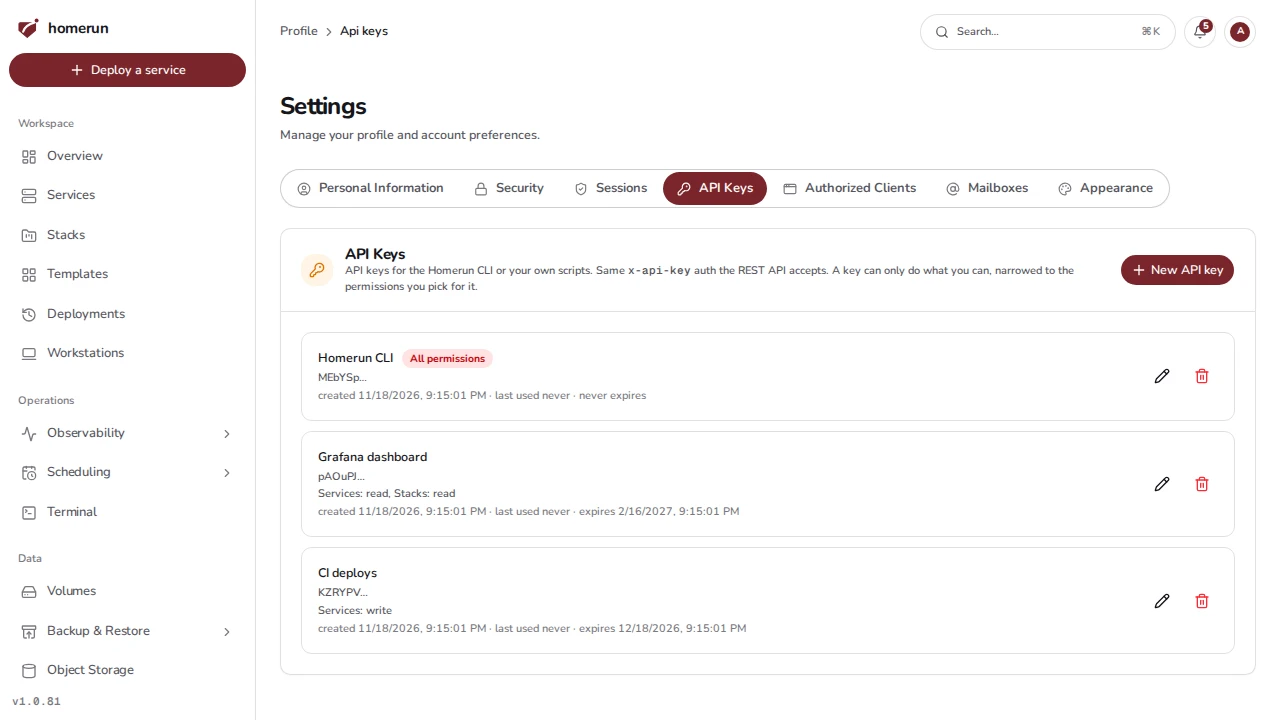 homerun
Profile > Api keys
Search...
⌘K
5
A
Deploy a service
Workspace
Overview
Services
Stacks
Templates
Deployments
Workstations
Operations
Observability
Scheduling
Terminal
Data
Volumes
Backup & Restore
Object Storage
v1.0.81
Settings
Manage your profile and account preferences.
Personal Information
Security
Sessions
API Keys
Authorized Clients
Mailboxes
Appearance
API Keys
API keys for the Homerun CLI or your own scripts. Same x-api-key auth the REST API accepts. A key can only do what you can, narrowed to the
permissions you pick for it.
New API key
Homerun CLI All permissions
MEbYSp...
created 11/18/2026, 9:15:01 PM · last used never · never expires
Grafana dashboard
pAOuPJ...
Services: read, Stacks: read
created 11/18/2026, 9:15:01 PM · last used never · expires 2/16/2027, 9:15:01 PM
CI deploys
KZRYPV...
Services: write
created 11/18/2026, 9:15:01 PM · last used never · expires 12/18/2026, 9:15:01 PM